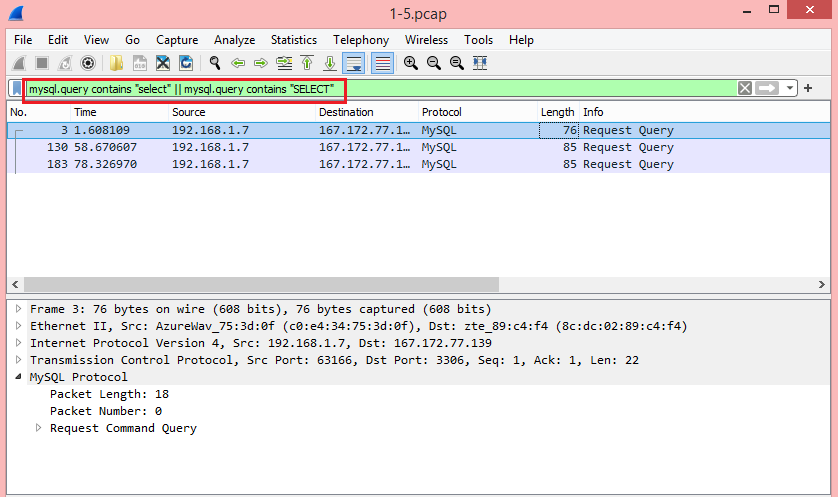 1-5.pcap
File Edit View Go Capture Analyze Statistics Telephony Wireless Tools Help
mysql.query contains "select" || mysql.query contains "SELECT"
No. Time Source Destination Protocol Length Info
3 1.608109 192.168.1.7 167.172.77.1… MySQL 76 Request Query
130 58.670607 192.168.1.7 167.172.77.1… MySQL 85 Request Query
183 78.326970 192.168.1.7 167.172.77.1… MySQL 85 Request Query
Frame 3: 76 bytes on wire (608 bits), 76 bytes captured (608 bits)
Ethernet II, Src: AzureWav_75:3d:0f (c0:e4:34:75:3d:0f), Dst: zte_89:c4:f4 (8c:dc:02:89:c4:f4)
Internet Protocol Version 4, Src: 192.168.1.7, Dst: 167.172.77.139
Transmission Control Protocol, Src Port: 63166, Dst Port: 3306, Seq: 1, Ack: 1, Len: 22
MySQL Protocol
Packet Length: 18
Packet Number: 0
Request Command Query